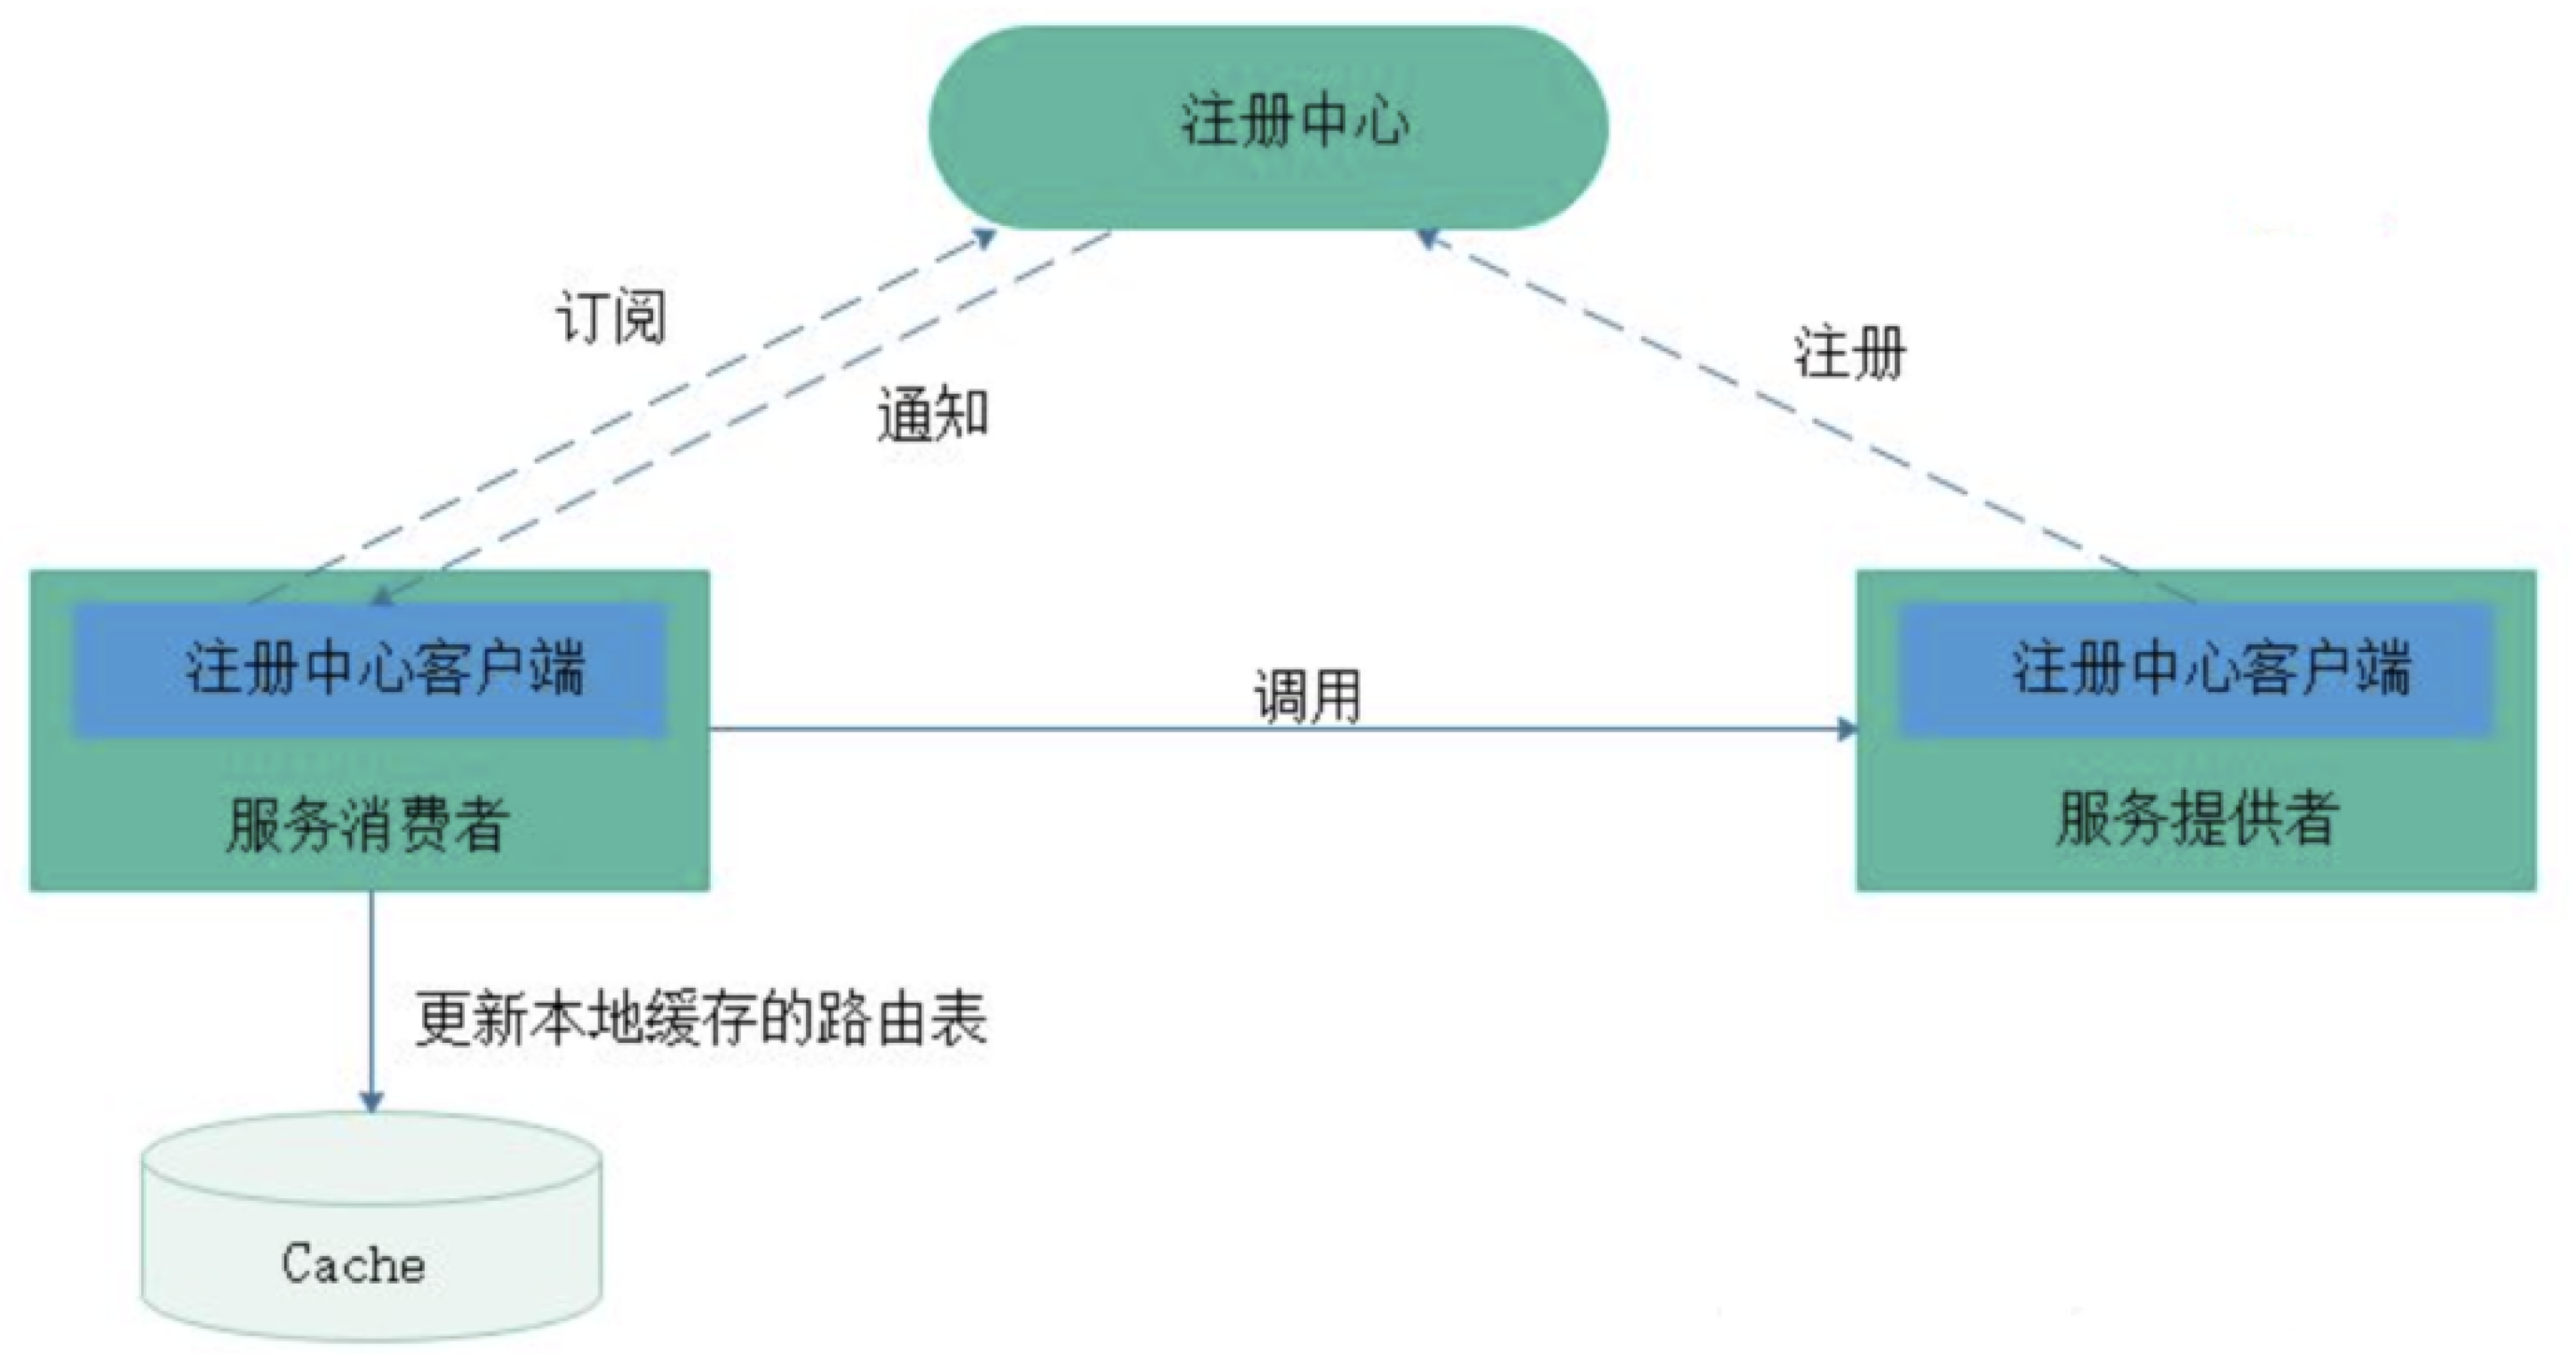 注册中心
订阅
注册
通知
注册中心客户端
注册中心客户端
调用
服务消费者
服务提供者
更新本地缓存的路由表
Cache